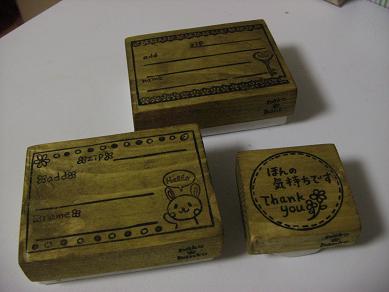 zip
add
name
zip
add
Hello
name
ほんの
気持ちです
Thank
you